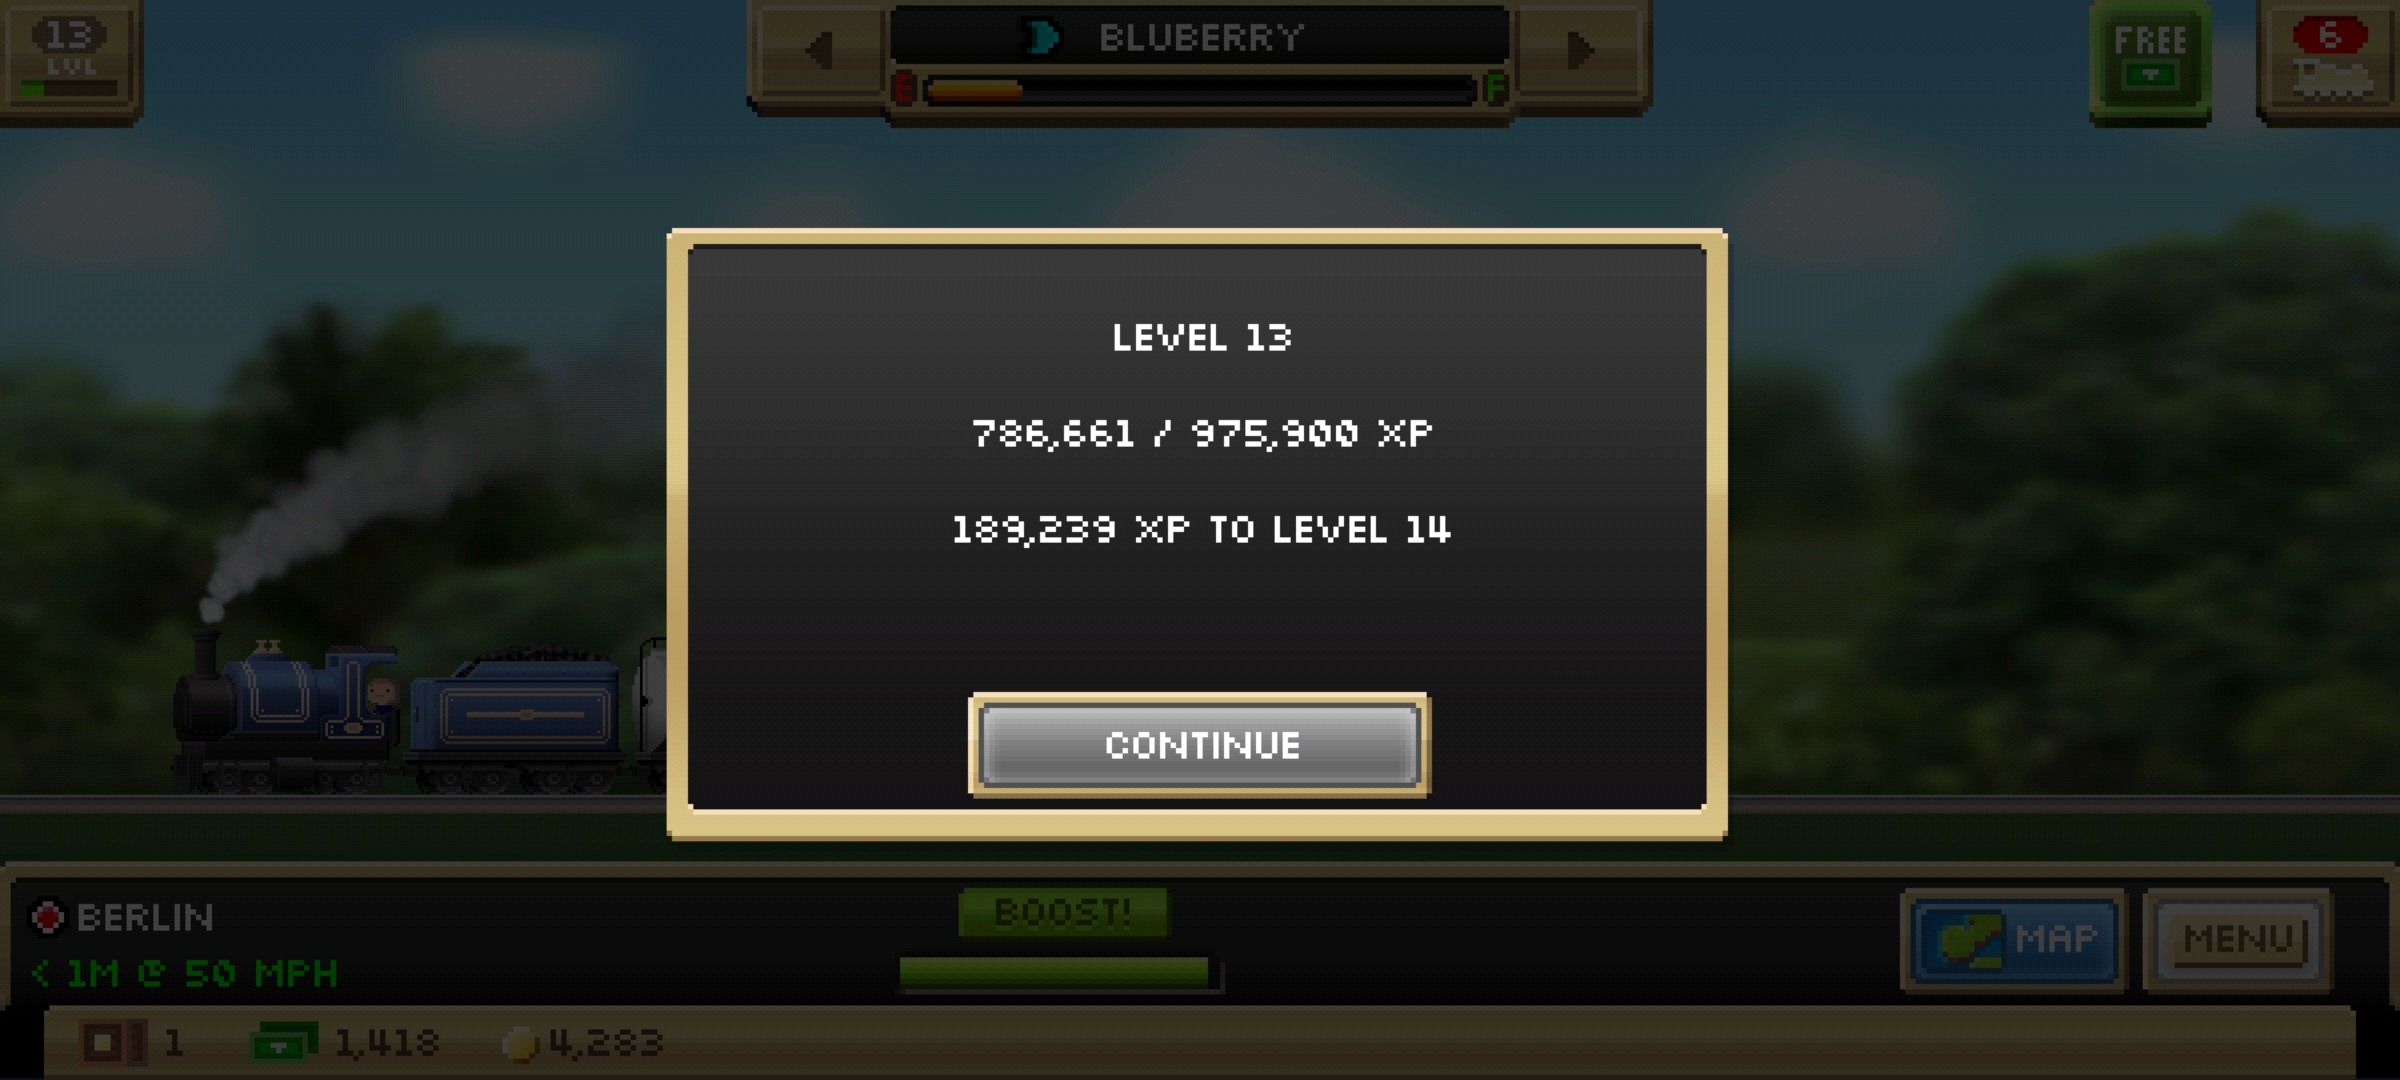 13
LVL
BLUBERRY
E F
FREE
6
LEVEL 13
786,661 / 975,900 XP
189,239 XP TO LEVEL 14
CONTINUE
BERLIN
< 1M @ 50 MPH
BOOST!
MAP
MENU
1 1,418 4,283